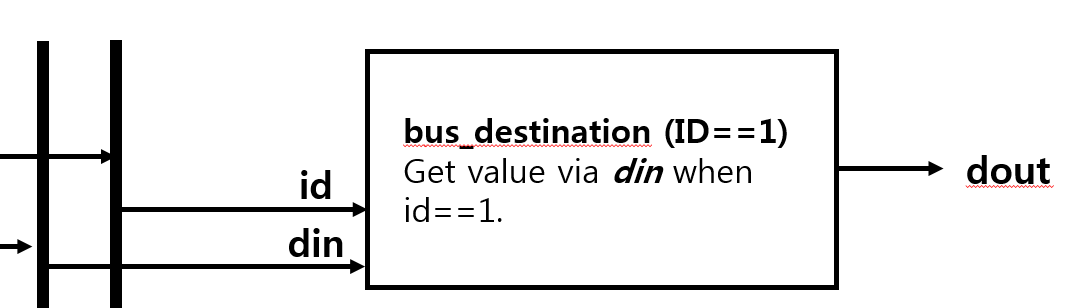 bus_destination (ID==1)
Get value via din when
id==1.
id
din
dout